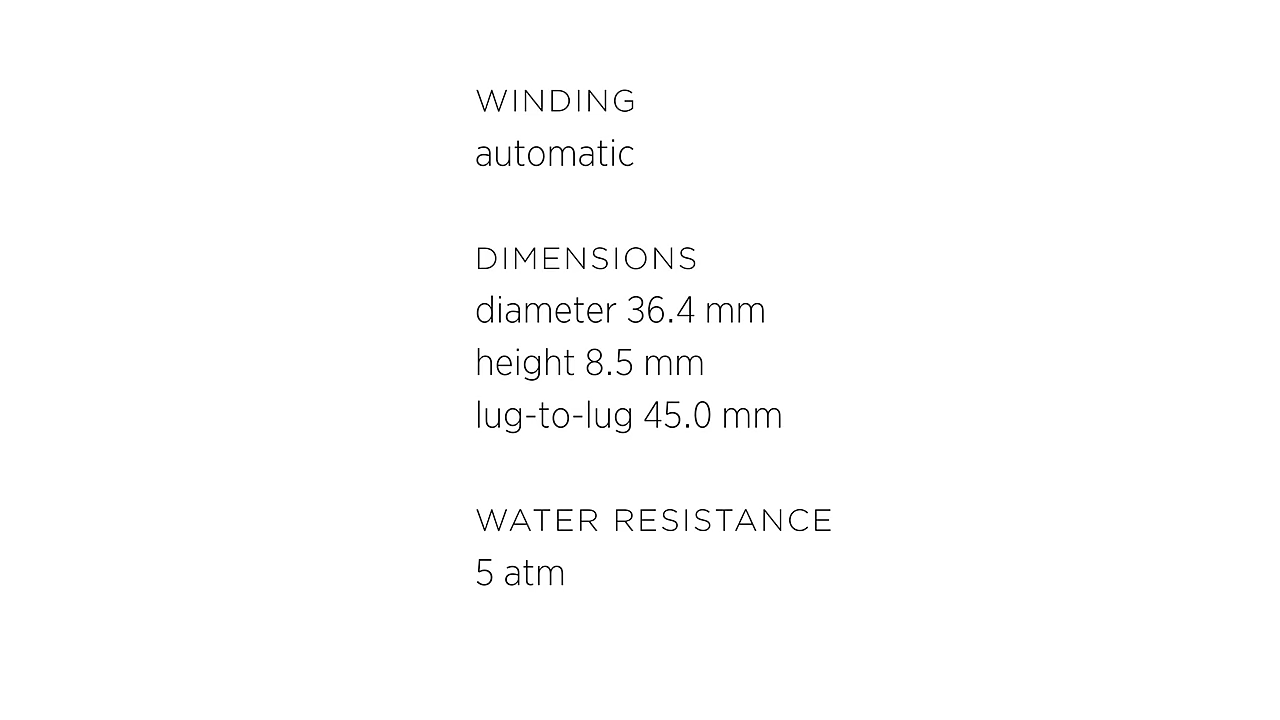 WINDING
automatic
DIMENSIONS
diameter 36.4 mm
height 8.5 mm
lug-to-lug 45.0 mm
WATER RESISTANCE
5 atm